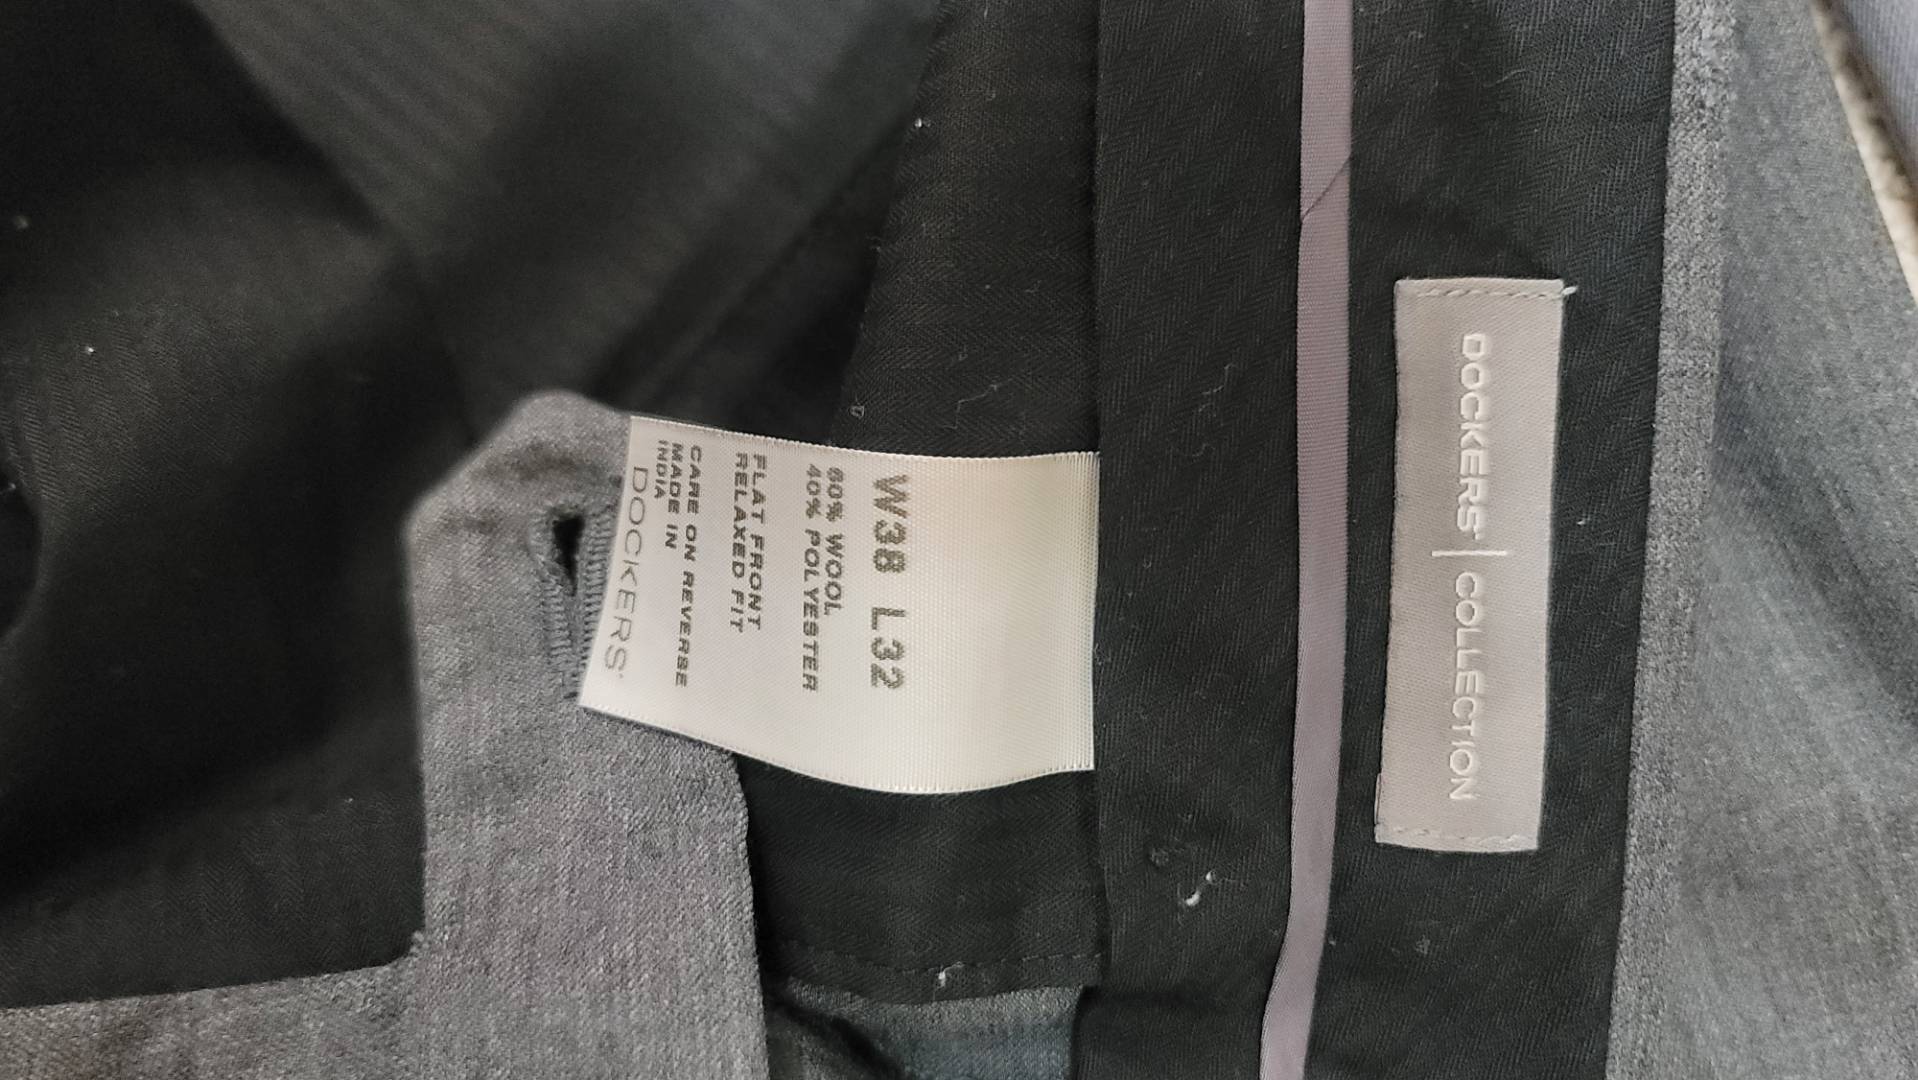 W38 L32
60% WOOL
40% POLYESTER
FLAT FRONT
RELAXED FIT
CARE ON REVERSE
MADE IN
INDIA
DOCKERS®
DOCKERS® | COLLECTION